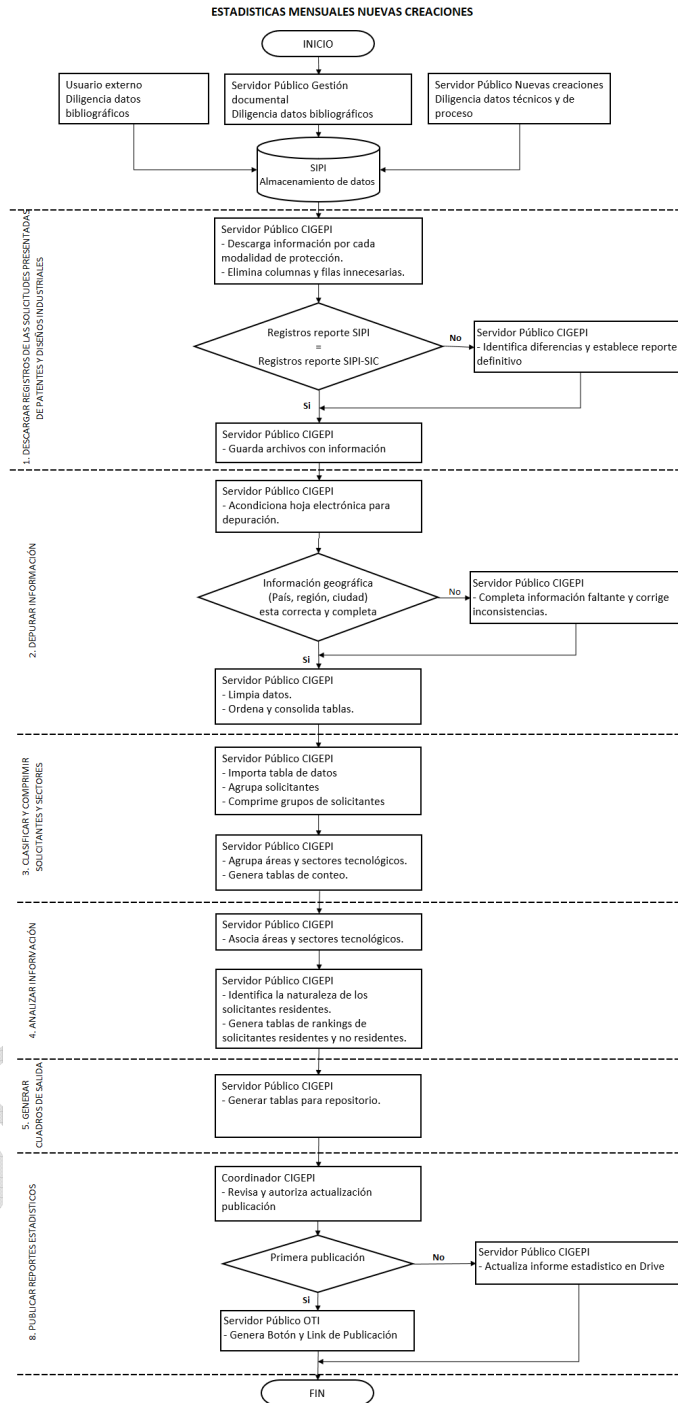 ESTADISTICAS MENSUALES NUEVAS CREACIONES
INICIO
Usuario externo
Diligencia datos
bibliográficos
Servidor Público Gestión
documental
Diligencia datos bibliográficos
Servidor Público Nuevas creaciones
Diligencia datos técnicos y de
proceso
SIPI
Almacenamiento de datos
1. DESCARGAR REGISTROS DE LAS SOLICITUDES PRESENTADAS
DE PATENTES Y DISEÑOS INDUSTRIALES
Servidor Público CIGEPI
- Descarga información por cada
modalidad de protección.
- Elimina columnas y filas innecesarias.
Registros reporte SIPI
=
Registros reporte SIPI-SIC
No
Servidor Público CIGEPI
- Identifica diferencias y establece reporte
definitivo
Si
Servidor Público CIGEPI
- Guarda archivos con información
2. DEPURAR INFORMACIÓN
Servidor Público CIGEPI
- Acondiciona hoja electrónica para
depuración.
Información geográfica
(País, región, ciudad)
esta correcta y completa
No
Servidor Público CIGEPI
- Completa información faltante y corrige
inconsistencias.
Si
Servidor Público CIGEPI
- Limpia datos.
- Ordena y consolida tablas.
3. CLASIFICAR Y COMPRIMIR
SOLICITANTES Y SECTORES
Servidor Público CIGEPI
- Importa tabla de datos
- Agrupa solicitantes
- Comprime grupos de solicitantes
Servidor Público CIGEPI
- Agrupa áreas y sectores tecnológicos.
- Genera tablas de conteo.
4. ANALIZAR INFORMACIÓN
Servidor Público CIGEPI
- Asocia áreas y sectores tecnológicos.
Servidor Público CIGEPI
- Identifica la naturaleza de los
solicitantes residentes.
- Genera tablas de rankings de
solicitantes residentes y no residentes.
5. GENERAR
CUADROS DE SALIDA
Servidor Público CIGEPI
- Generar tablas para repositorio.
8. PUBLICAR REPORTES ESTADISTICOS
Coordinador CIGEPI
- Revisa y autoriza actualización
publicación
Primera publicación
No
Servidor Público CIGEPI
- Actualiza informe estadistico en Drive
Si
Servidor Público OTI
- Genera Botón y Link de Publicación
FIN